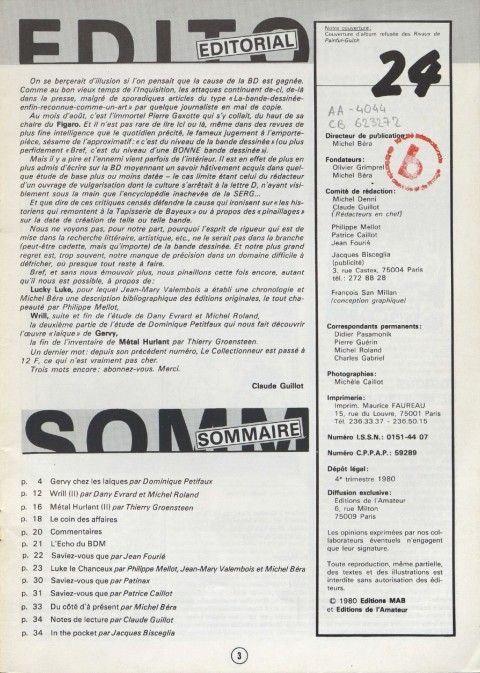 EDITO
EDITORIAL
On se berçerait d'illusion si l'on pensait que la cause de la BD est gagnée.
Comme au bon vieux temps de l'Inquisition, les attaques continuent de-ci, de-là
dans la presse, malgré de sporadiques articles du type «La-bande-dessinée-
enfin-reconnue-comme-un-art» par quelque journaliste en mal de copie.
Au mois d'août, c'est l'immortel Pierre Gaxotte qui s'y collait, du haut de sa
chaire du Figaro. Et il n'est pas rare de lire ici ou là, même dans des revues de
plus fine intelligence que le quotidien précité, le fameux jugement à l'emporte-
pièce, sésame de l'approximatif : «c'est du niveau de la bande dessinée» (ou plus
perfidement «Bref, c'est du niveau d'une BONNE bande dessinée»).
Mais il y a pire et l'ennemi vient parfois de l'intérieur. Il est en effet de plus en
plus admis d'écrire sur la BD moyennant un savoir hâtivement acquis dans quel-
que étude de base plus ou moins datée – le cas limite étant celui du rédacteur
d'un ouvrage de vulgarisation dont la culture s'arrêtait à la lettre D, n'ayant visi-
blement sous la main que l'encyclopédie inachevée de la SERG...
Et que dire de ces critiques censés défendre la cause qui ironisent sur «les his-
toriens qui remontent à la Tapisserie de Bayeux» ou à propos des «pinaillages»
sur la date de création de telle ou telle bande.
Nous ne voyons pas, pour notre part, pourquoi l'esprit de rigueur qui est de
mise dans la recherche littéraire, artistique, etc., ne le serait pas dans la branche
(peut-être cadette, mais qu'importe) de la bande dessinée. Et notre plus grand
regret est, trop souvent, notre manque de précision dans un domaine difficile à
défricher, où presque tout reste à faire.
Bref, et sans nous émouvoir plus, nous pinaillons cette fois encore, autant
qu'il nous est possible, à propos de :
Lucky Luke, pour lequel Jean-Mary Valembois a établi une chronologie et
Michel Béra une description bibliographique des éditions originales, le tout cha-
peauté par Philippe Mellot,
Wrill, suite et fin de l'étude de Dany Evrard et Michel Roland,
la deuxième partie de l'étude de Dominique Petitfaux qui nous fait découvrir
l'œuvre «laïque» de Gervy,
la fin de l'inventaire de Métal Hurlant par Thierry Groensteen.
Un dernier mot : depuis son précédent numéro, Le Collectionneur est passé à
12 F, ce qui n'est vraiment pas cher.
Trois mots encore : abonnez-vous. Merci.
Claude Guillot
SOMM
SOMMAIRE
p. 4 Gervy chez les laïques par Dominique Petitfaux
p. 12 Wrill (II) par Dany Evrard et Michel Roland
p. 16 Métal Hurlant (II) par Thierry Groensteen
p. 18 Le coin des affaires
p. 20 Commentaires
p. 21 L'Echo du BDM
p. 22 Saviez-vous que par Jean Fourié
p. 23 Luke le Chanceux par Philippe Mellot, Jean-Mary Valembois et Michel Béra
p. 30 Saviez-vous que par Patinax
p. 31 Saviez-vous que par Patrice Caillot
p. 33 Du côté d'à présent par Michel Béra
p. 34 Notes de lecture par Claude Guillot
p. 34 In the pocket par Jacques Bisceglia
Notre couverture :
Couverture d'album refusée des Rivaux de
Painful-Gulch
24
AA-4044
CB 623272
6
Directeur de publication :
Michel Béra
Fondateurs :
Olivier Grimprel
Michel Béra
Comité de rédaction :
Michel Denni
Claude Guillot
(Rédacteurs en chef)
Philippe Mellot
Patrice Caillot
Jean Fourié
Jacques Bisceglia
(publicité)
3, rue Castex, 75004 Paris
tél. : 272 88 28
François San Millan
(conception graphique)
Correspondants permanents :
Didier Pasamonik
Pierre Guérin
Michel Roland
Charles Gabriel
Photographies :
Michèle Caillot
Imprimerie :
Imprim. Maurice FAUREAU
15, rue du Louvre, 75001 Paris
Tél. 236.33.37 - 236.50.15
Numéro I.S.S.N.: 0151-44 07
Numéro C.P.P.A.P.: 59289
Dépôt légal :
4e trimestre 1980
Diffusion exclusive :
Editions de l'Amateur
6, rue Milton
75009 Paris
Les opinions exprimées par nos col-
laborateurs éventuels n'engagent
que leur signature.
Toute reproduction, même partielle,
des textes et des illustrations est
interdite sans autorisation des édi-
teurs.
© 1980 Editions MAB
et Editions de l'Amateur
3